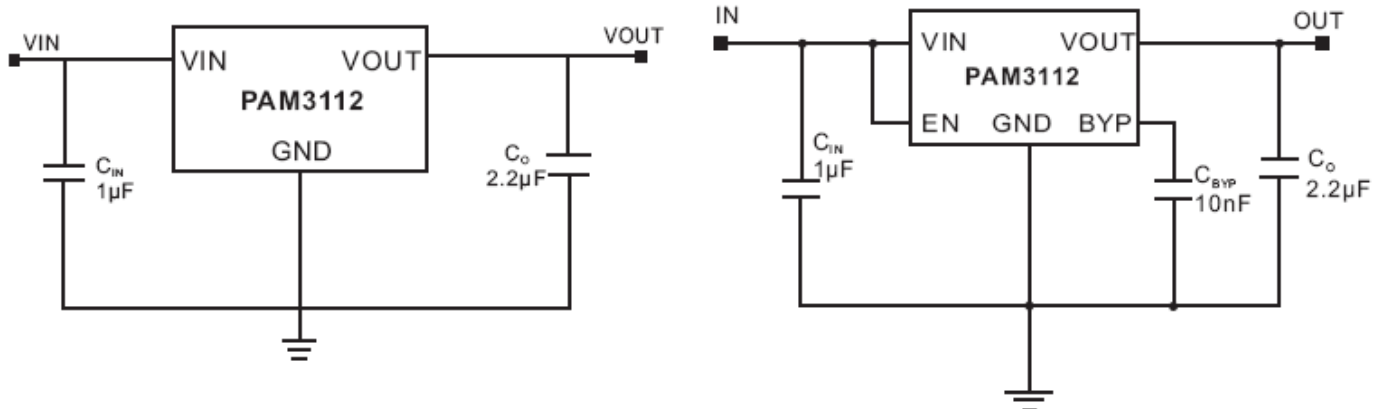 VIN
VIN VOUT
VOUT
PAM3112
GND
CIN
1µF
CO
2.2µF
IN
VIN VOUT
OUT
PAM3112
EN GND BYP
CIN
1µF
CBYP
10nF
CO
2.2µF